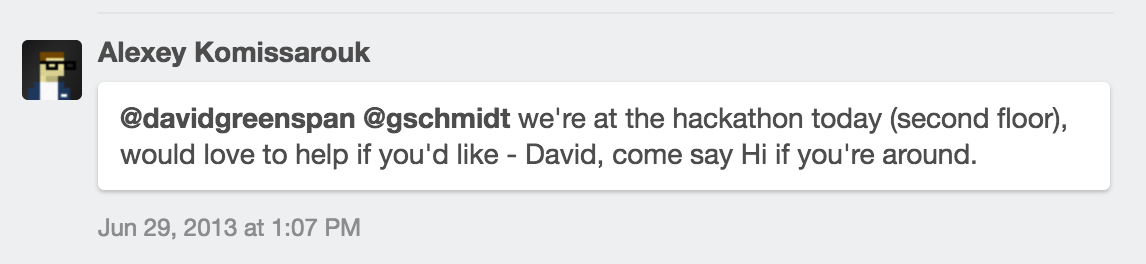 Alexey Komissarouk
@davidgreenspan @gschmidt we're at the hackathon today (second floor),
would love to help if you'd like - David, come say Hi if you're around.
Jun 29, 2013 at 1:07 PM